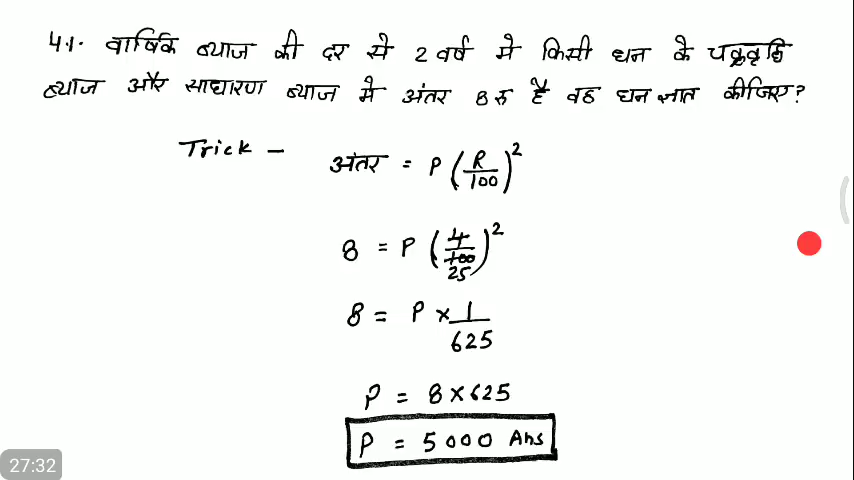 4%. वार्षिक ब्याज की दर से 2 वर्ष मे किसी धन के चक्रवृद्धि
ब्याज और साधारण ब्याज मे अंतर 8 रु है वह धन ज्ञात कीजिए?
Trick -
अंतर = P (R/100)²
8 = P (4/100)²
25
8 = P × 1/625
P = 8×625
P = 5000 Ans
27:32